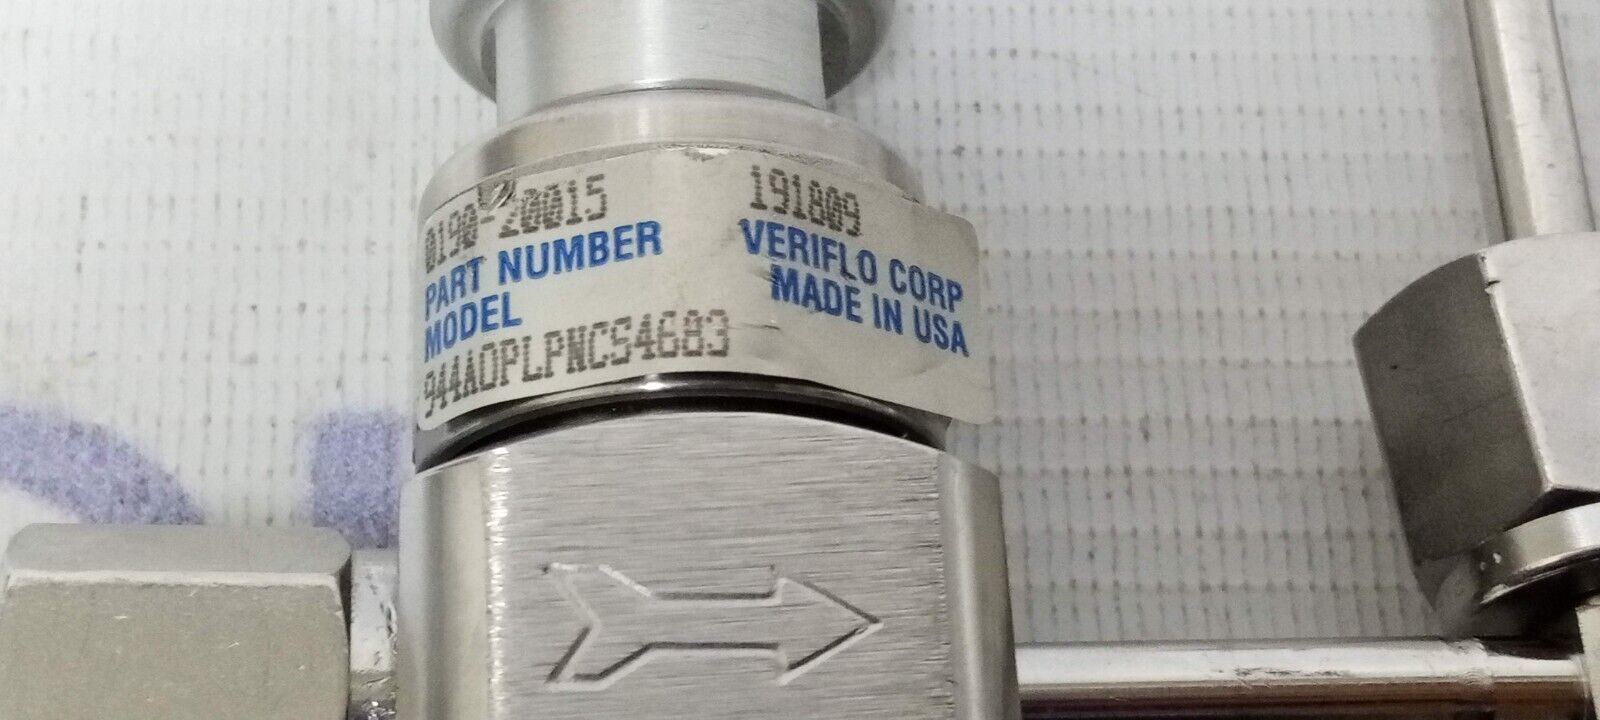 0190-20015
PART NUMBER
MODEL
944AOPLPNCS4683
191809
VERIFLO CORP
MADE IN USA